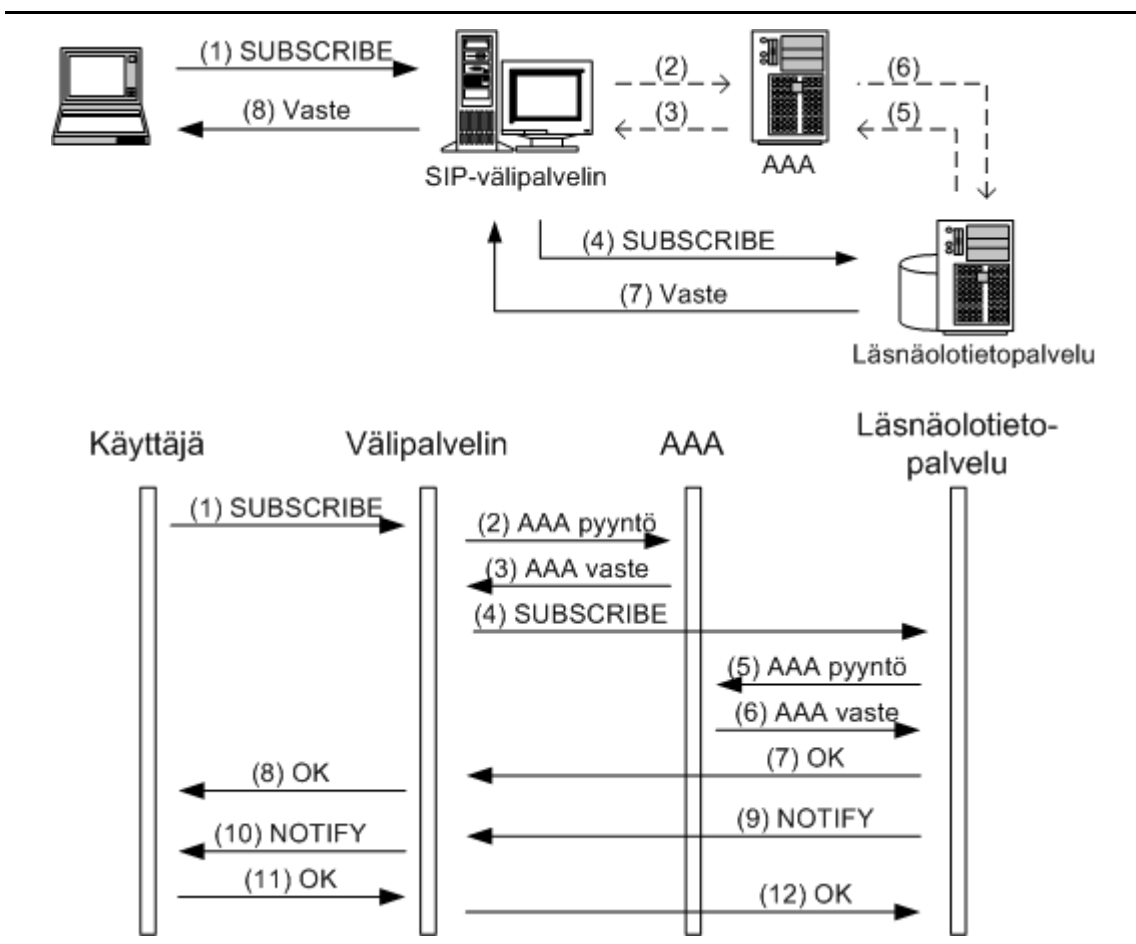 (1) SUBSCRIBE
(2)
(6)
(8) Vaste
(3)
(5)
SIP-välipalvelin
AAA
(4) SUBSCRIBE
(7) Vaste
Läsnäolotietopalvelu
Käyttäjä
Välipalvelin
AAA
Läsnäolotieto-
palvelu
(1) SUBSCRIBE
(2) AAA pyyntö
(3) AAA vaste
(4) SUBSCRIBE
(5) AAA pyyntö
(6) AAA vaste
(7) OK
(8) OK
(9) NOTIFY
(10) NOTIFY
(11) OK
(12) OK